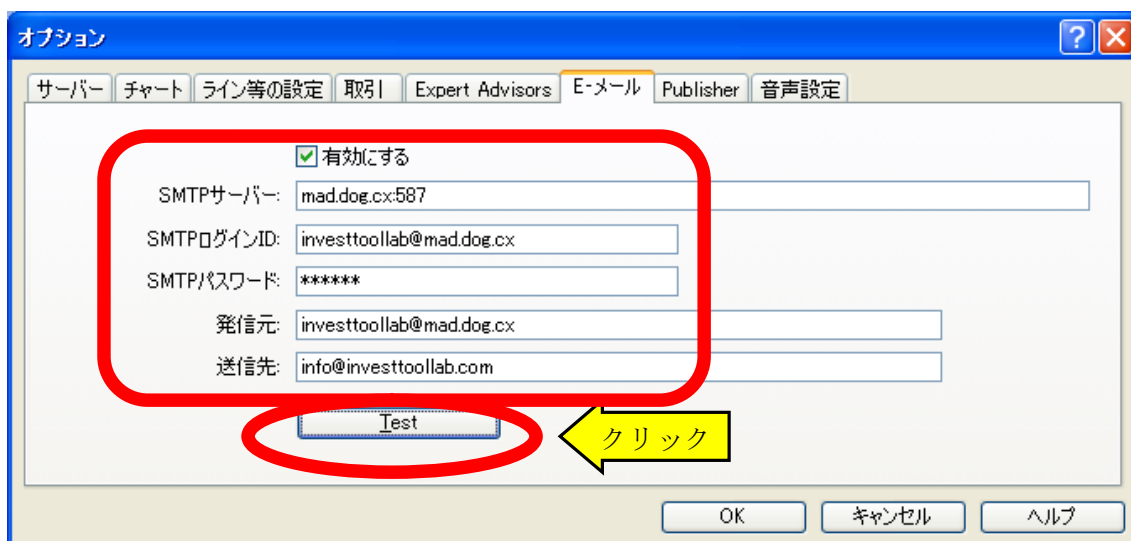 オプション
サーバー チャート ライン等の設定 取引 Expert Advisors E-メール Publisher 音声設定
有効にする
SMTPサーバー: mad.dog.cx:587
SMTPログインID: investtoollab@mad.dog.cx
SMTPパスワード: ******
発信元: investtoollab@mad.dog.cx
送信先: info@investtoollab.com
Test
クリック
OK キャンセル ヘルプ